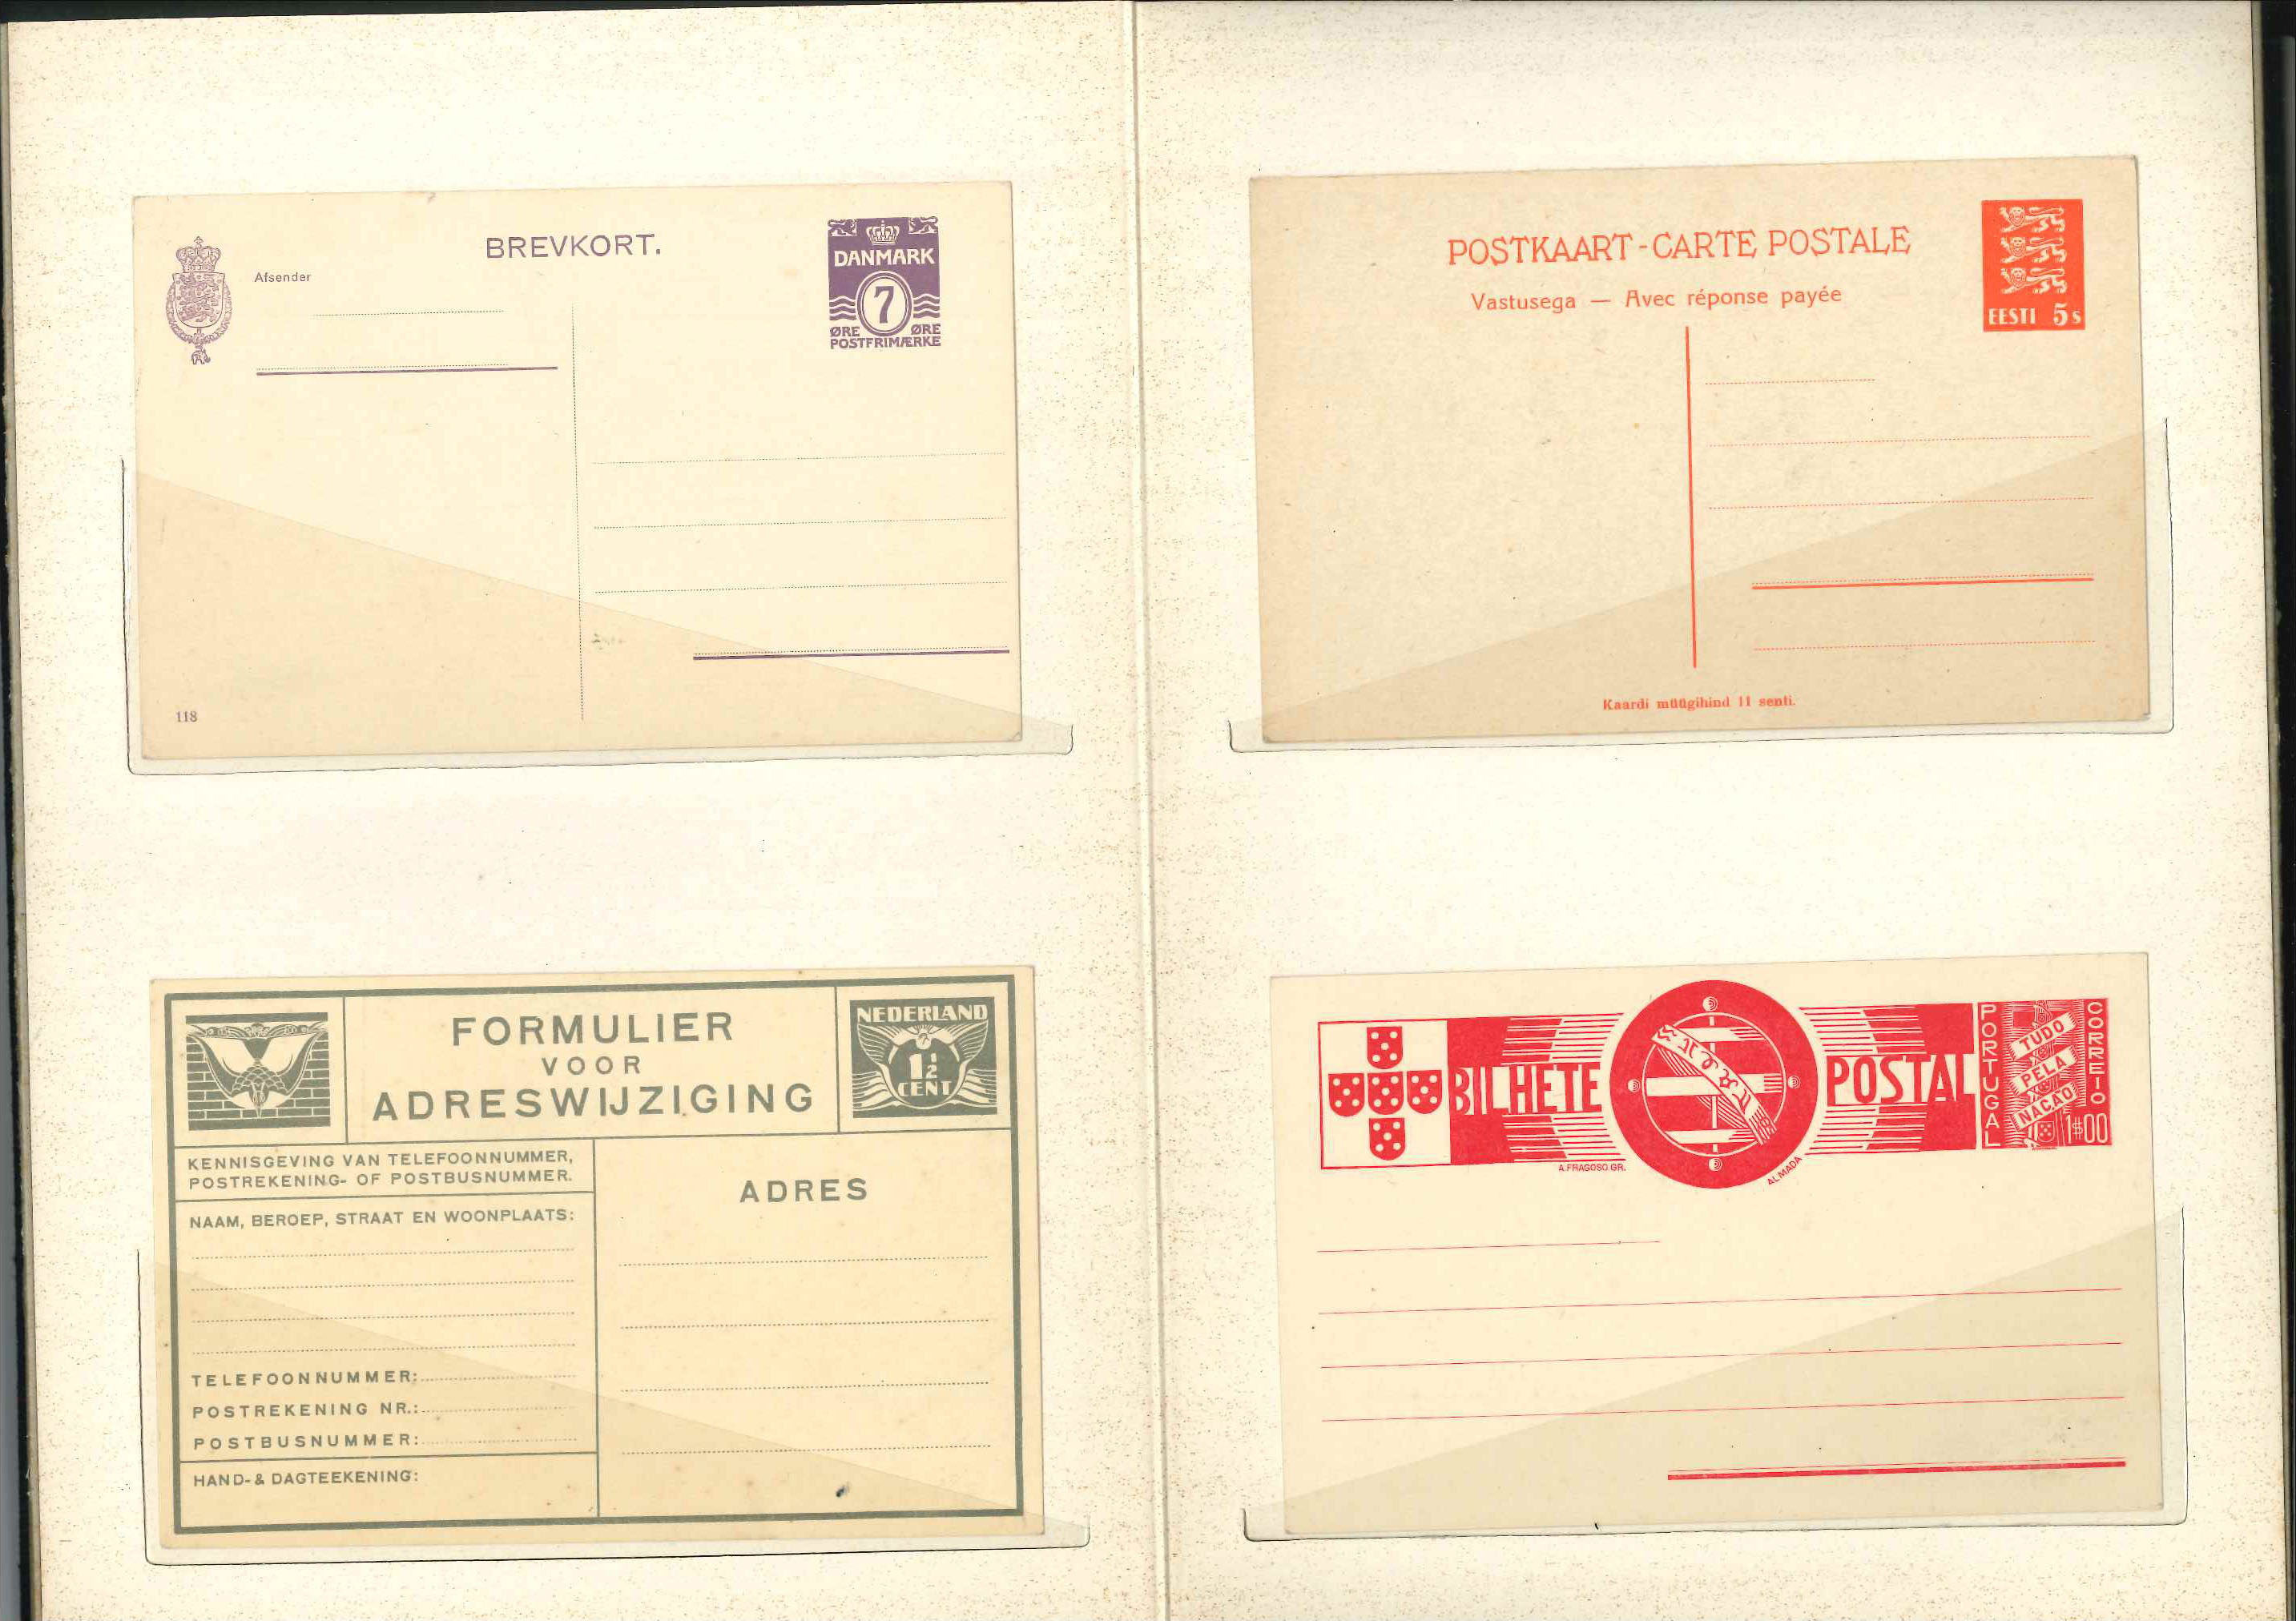 BREVKORT.
Afsender
DANMARK
7
ØRE ØRE
POSTFRIMÆRKE
118
POSTKAART-CARTE POSTALE
Vastusega — Avec réponse payée
EESTI 5 s
Kaardi müügihind 11 senti.
FORMULIER
VOOR
ADRESWIJZIGING
NEDERLAND
1½
CENT
KENNISGEVING VAN TELEFOONNUMMER,
POSTREKENING- OF POSTBUSNUMMER.
NAAM, BEROEP, STRAAT EN WOONPLAATS:
TELEFOONNUMMER:
POSTREKENING NR.:
POSTBUSNUMMER:
HAND- & DAGTEEKENING:
ADRES
BILHETE POSTAL
PORTUGAL
TUDO
PELA
NAÇÃO
CORREIO
1$00
A. FRAGOSO. GR.
ALMADA